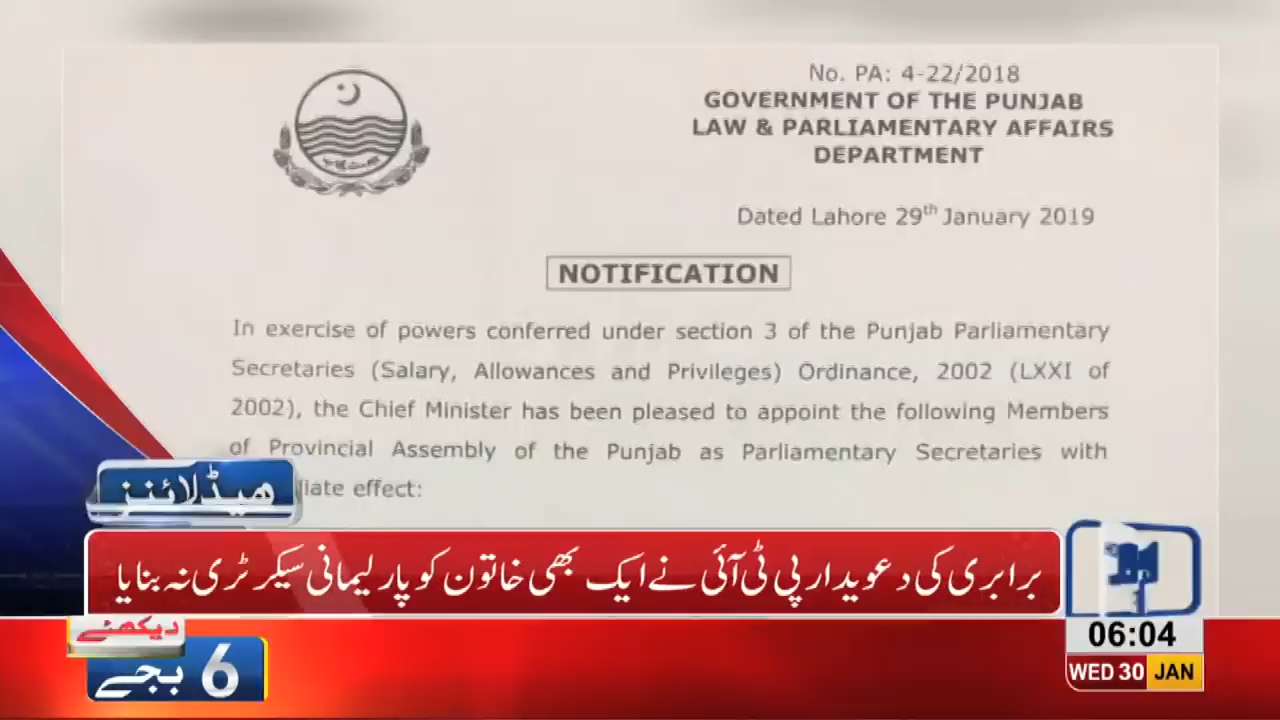 No. PA: 4-22/2018
GOVERNMENT OF THE PUNJAB
LAW & PARLIAMENTARY AFFAIRS
DEPARTMENT
Dated Lahore 29th January 2019
NOTIFICATION
In exercise of powers conferred under section 3 of the Punjab Parliamentary
Secretaries (Salary, Allowances and Privileges) Ordinance, 2002 (LXXI of
2002), the Chief Minister has been pleased to appoint the following Members
of Provincial Assembly of the Punjab as Parliamentary Secretaries with
liate effect:
ہیڈلائنز
برابری کی دعویدار پی ٹی آئی نے ایک بھی خاتون کو پارلیمانی سیکرٹری نہ بنایا
دیکھئے
6 بجے
06:04
WED 30 JAN